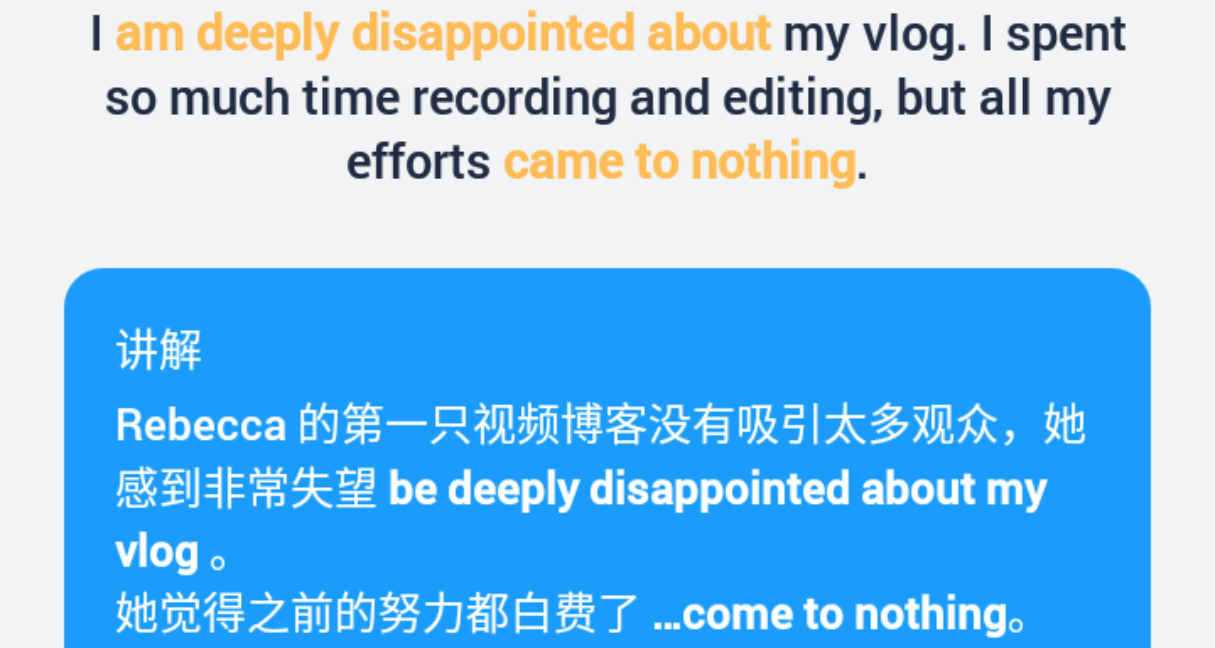 I am deeply disappointed about my vlog. I spent
so much time recording and editing, but all my
efforts came to nothing.
讲解
Rebecca 的第一只视频博客没有吸引太多观众，她
感到非常失望 be deeply disappointed about my
vlog 。
她觉得之前的努力都白费了 ...come to nothing。